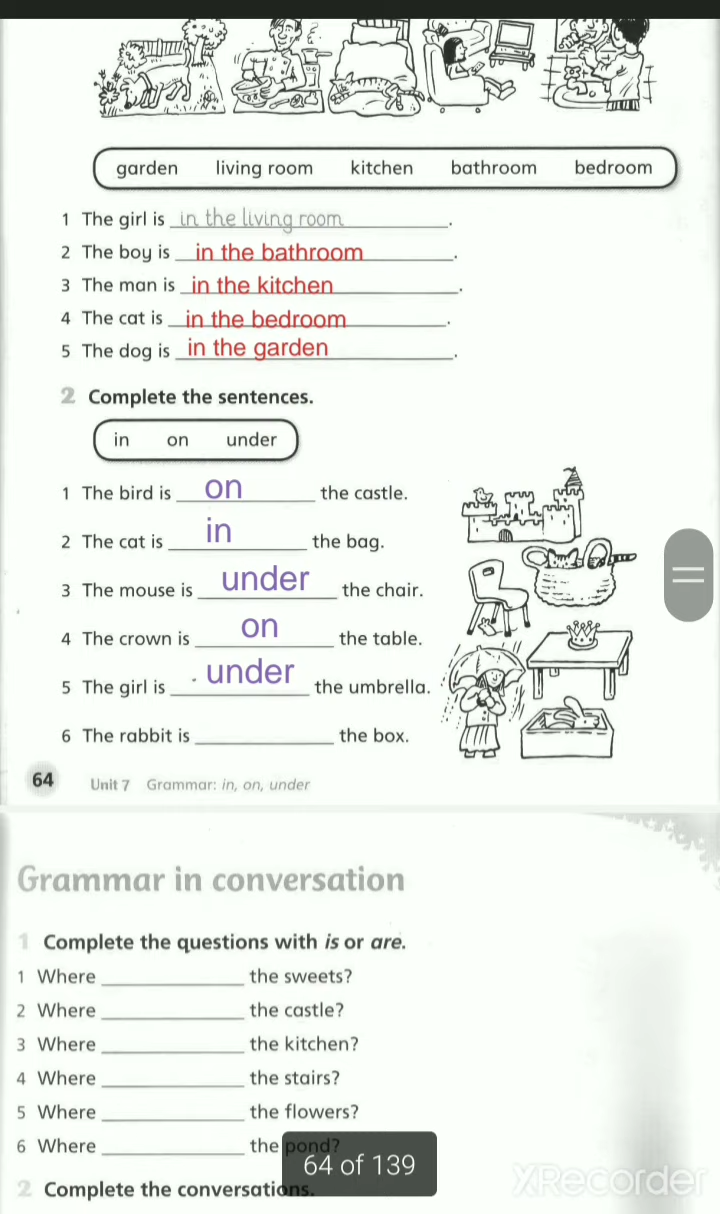 garden living room kitchen bathroom bedroom
1 The girl is in the living room.
2 The boy is in the bathroom.
3 The man is in the kitchen.
4 The cat is in the bedroom.
5 The dog is in the garden.
2 Complete the sentences.
in on under
1 The bird is on the castle.
2 The cat is in the bag.
3 The mouse is under the chair.
4 The crown is on the table.
5 The girl is under the umbrella.
6 The rabbit is ______ the box.
64 Unit 7 Grammar: in, on, under
Grammar in conversation
1 Complete the questions with is or are.
1 Where ______ the sweets?
2 Where ______ the castle?
3 Where ______ the kitchen?
4 Where ______ the stairs?
5 Where ______ the flowers?
6 Where ______ the pond?
64 of 139
2 Complete the conversations.
XRecorder